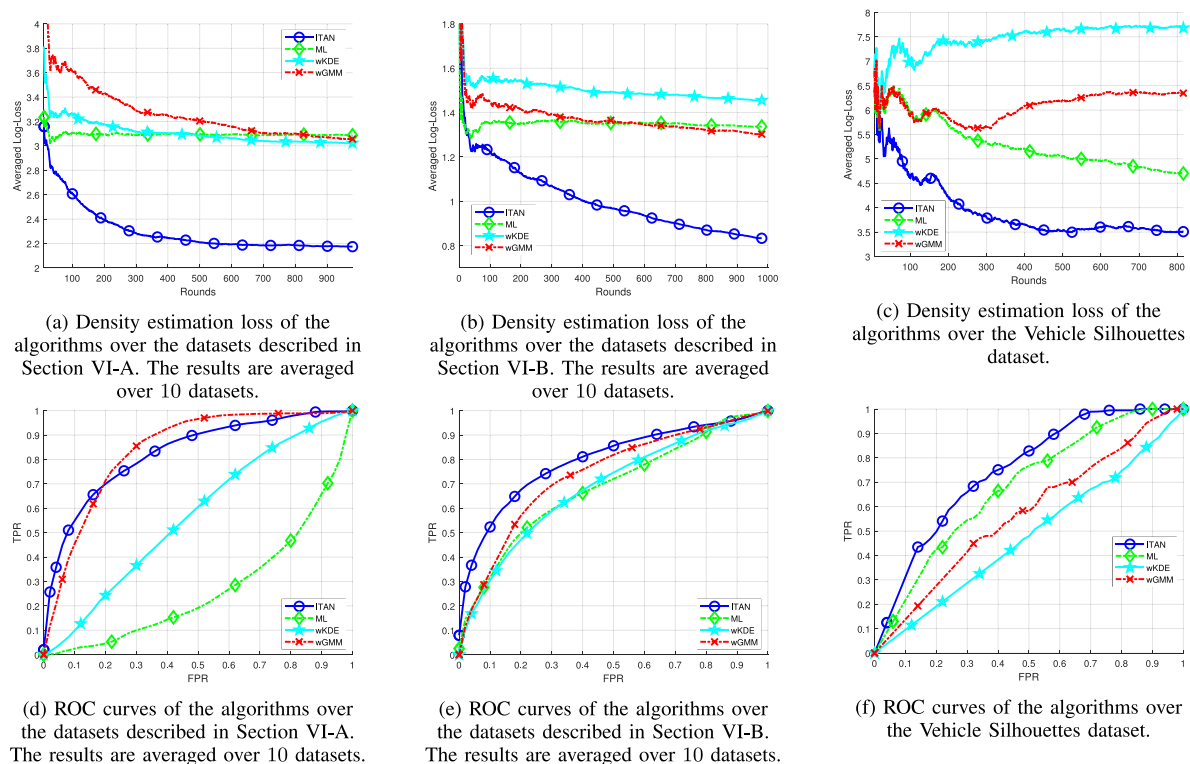 4
3.8
3.6
3.4
3.2
3
2.8
2.6
2.4
2.2
2
Averaged Log-Loss
100 200 300 400 500 600 700 800 900
Rounds
ITAN
ML
wKDE
wGMM
1.8
1.6
1.4
1.2
1
0.8
Averaged Log-Loss
100 200 300 400 500 600 700 800 900 1000
Rounds
ITAN
ML
wKDE
wGMM
8
7.5
7
6.5
6
5.5
5
4.5
4
3.5
3
Averaged Log-Loss
100 200 300 400 500 600 700 800
Rounds
ITAN
ML
wKDE
wGMM
(a) Density estimation loss of the
algorithms over the datasets described in
Section VI-A. The results are averaged
over 10 datasets.
(b) Density estimation loss of the
algorithms over the datasets described in
Section VI-B. The results are averaged
over 10 datasets.
(c) Density estimation loss of the
algorithms over the Vehicle Silhouettes
dataset.
1
0.9
0.8
0.7
0.6
0.5
0.4
0.3
0.2
0.1
0
TPR
0 0.1 0.2 0.3 0.4 0.5 0.6 0.7 0.8 0.9 1
FPR
ITAN
ML
wKDE
wGMM
1
0.9
0.8
0.7
0.6
0.5
0.4
0.3
0.2
0.1
0
TPR
0 0.1 0.2 0.3 0.4 0.5 0.6 0.7 0.8 0.9 1
FPR
ITAN
ML
wKDE
wGMM
1
0.9
0.8
0.7
0.6
0.5
0.4
0.3
0.2
0.1
0
TPR
0 0.1 0.2 0.3 0.4 0.5 0.6 0.7 0.8 0.9 1
FPR
ITAN
ML
wKDE
wGMM
(d) ROC curves of the algorithms over
the datasets described in Section VI-A.
The results are averaged over 10 datasets.
(e) ROC curves of the algorithms over
the datasets described in Section VI-B.
The results are averaged over 10 datasets.
(f) ROC curves of the algorithms over
the Vehicle Silhouettes dataset.